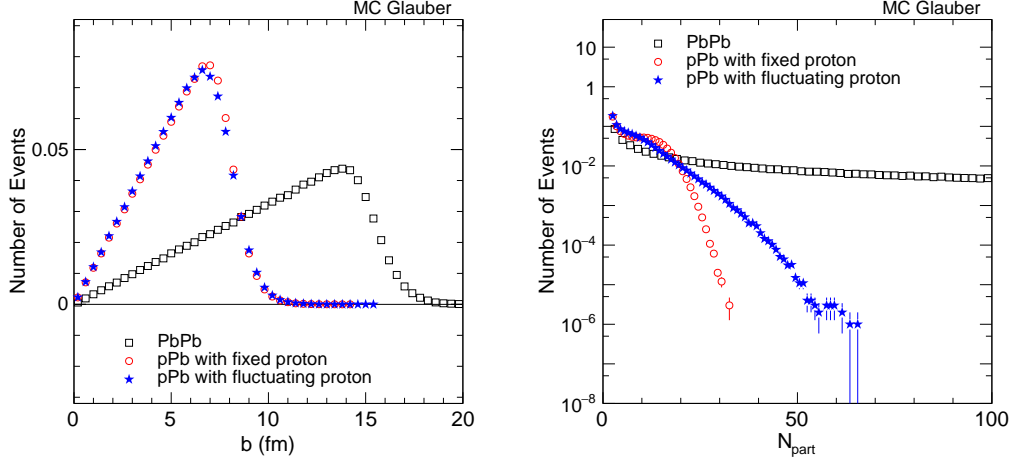 MC Glauber
Number of Events
0.05
0
PbPb
pPb with fixed proton
pPb with fluctuating proton
0 5 10 15 20
b (fm)
MC Glauber
Number of Events
10
1
10^-2
10^-4
10^-6
10^-8
PbPb
pPb with fixed proton
pPb with fluctuating proton
0 50 100
N_part